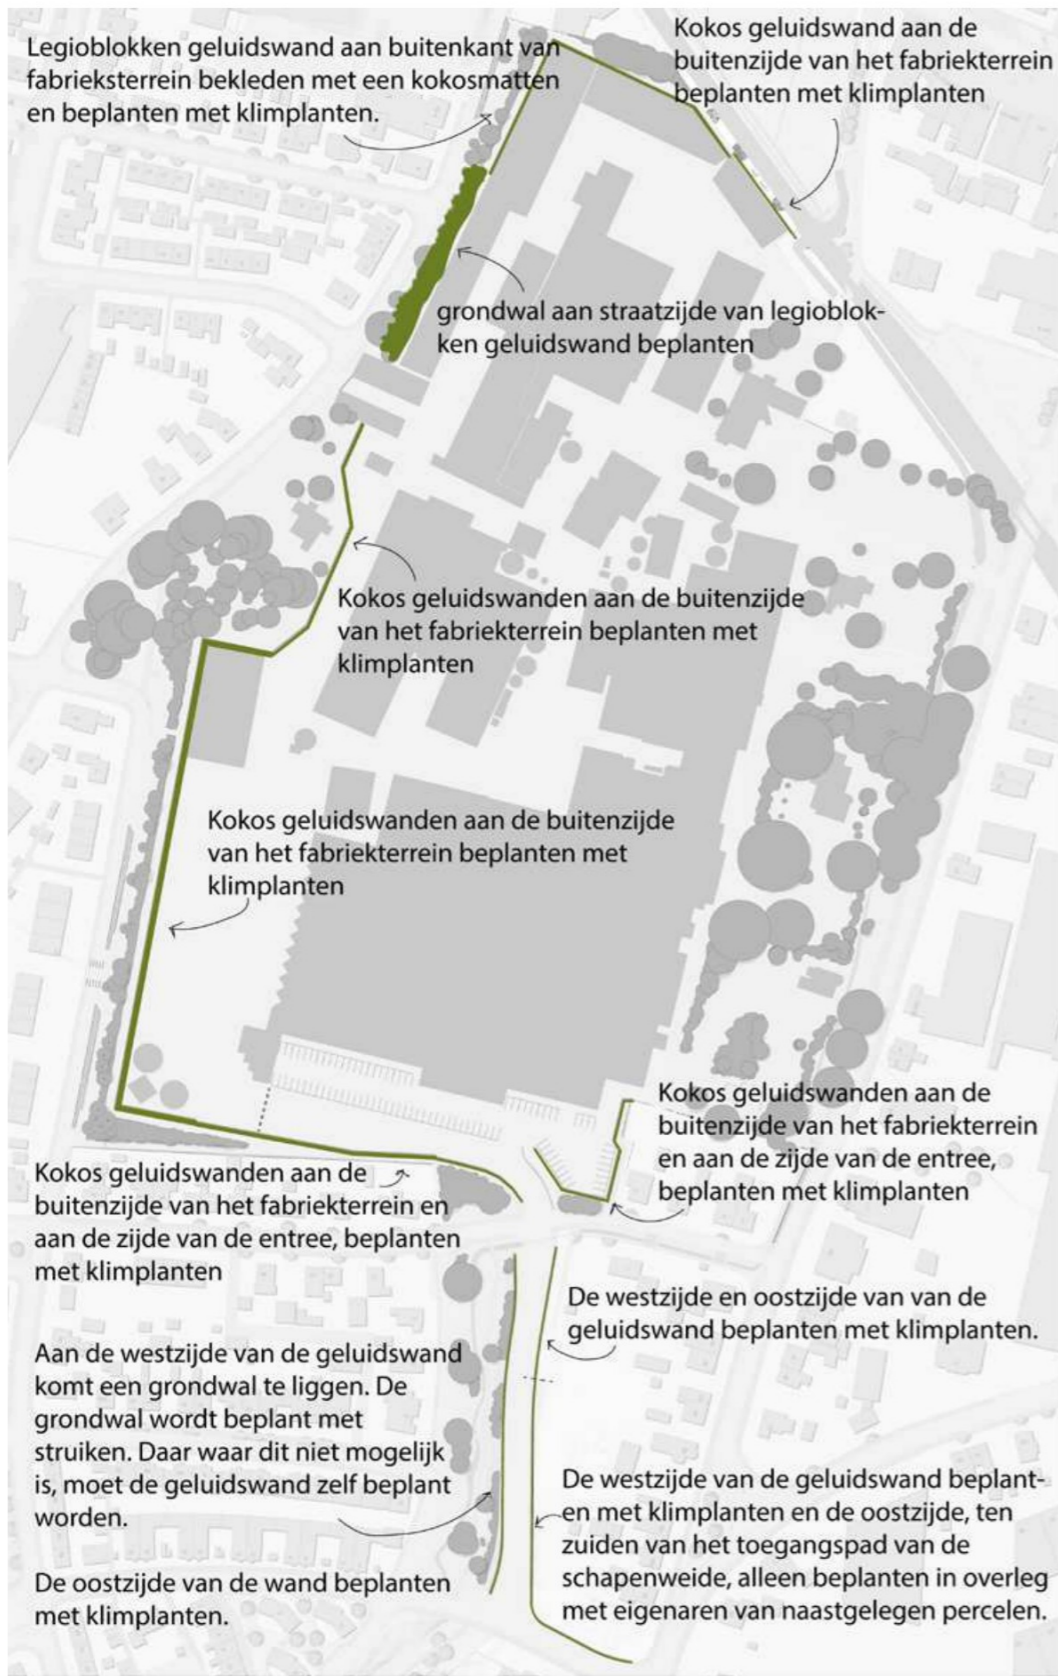 Legioblokken geluidswand aan buitenkant van
fabrieksterrein bekleden met een kokosmatten
en beplanten met klimplanten.
Kokos geluidswand aan de
buitenzijde van het fabriekterrein
beplanten met klimplanten
grondwal aan straatzijde van legioblok-
ken geluidswand beplanten
Kokos geluidswanden aan de buitenzijde
van het fabriekterrein beplanten met
klimplanten
Kokos geluidswanden aan de buitenzijde
van het fabriekterrein beplanten met
klimplanten
Kokos geluidswanden aan de
buitenzijde van het fabriekterrein
en aan de zijde van de entree,
beplanten met klimplanten
Kokos geluidswanden aan de
buitenzijde van het fabriekterrein en
aan de zijde van de entree, beplanten
met klimplanten
De westzijde en oostzijde van van de
geluidswand beplanten met klimplanten.
Aan de westzijde van de geluidswand
komt een grondwal te liggen. De
grondwal wordt beplant met
struiken. Daar waar dit niet mogelijk
is, moet de geluidswand zelf beplant
worden.
De westzijde van de geluidswand beplant-
en met klimplanten en de oostzijde, ten
zuiden van het toegangspad van de
schapenweide, alleen beplanten in overleg
met eigenaren van naastgelegen percelen.
De oostzijde van de wand beplanten
met klimplanten.